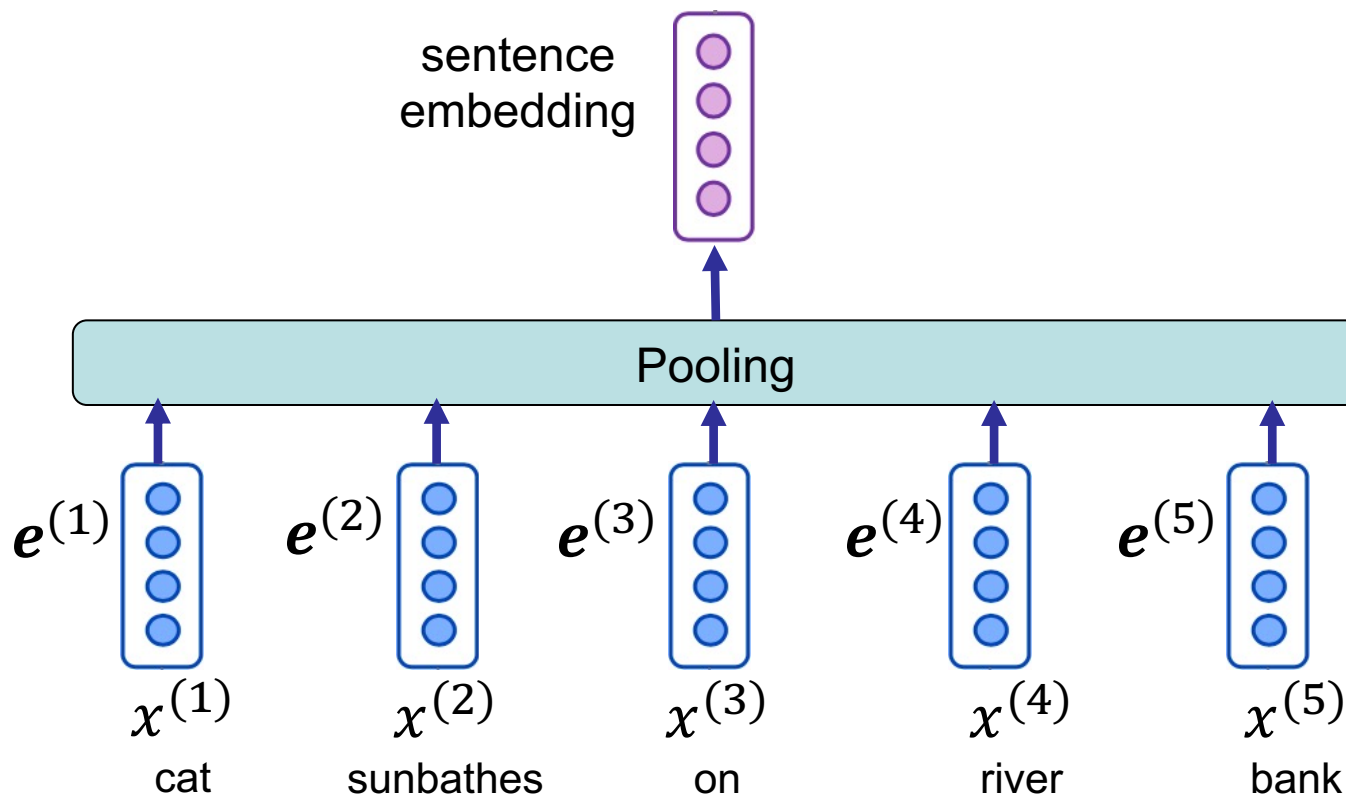 sentence
embedding
Pooling
e^(1) e^(2) e^(3) e^(4) e^(5)
x^(1) x^(2) x^(3) x^(4) x^(5)
cat sunbathes on river bank